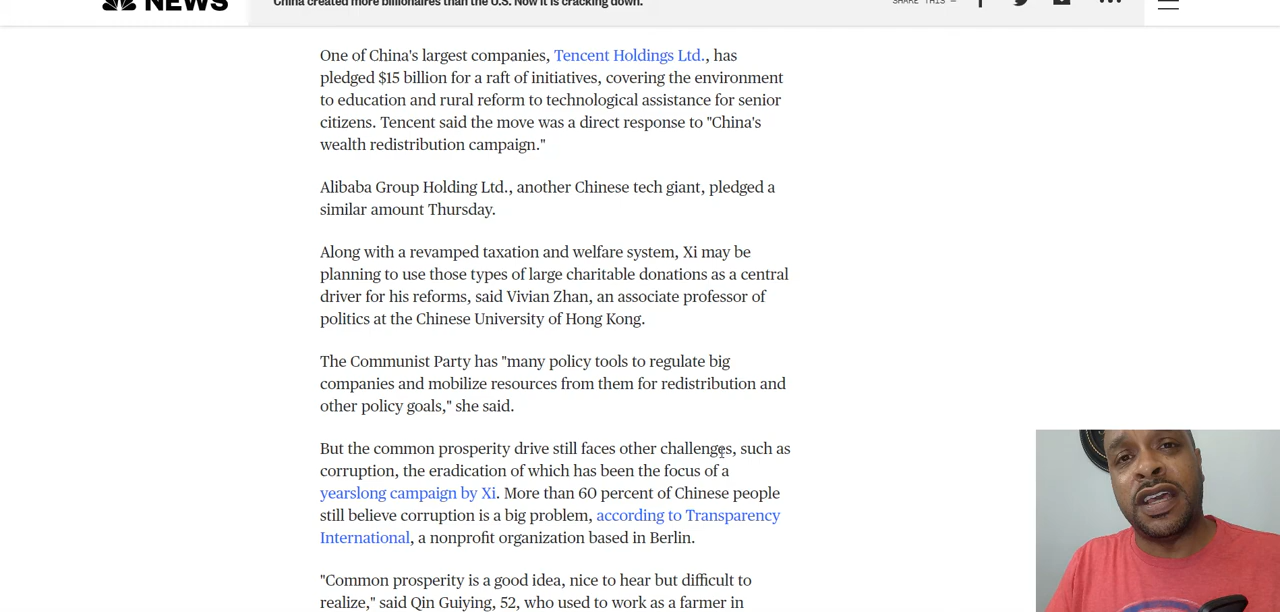 NEWS
China created more billionaires than the U.S. Now it is cracking down.
SHARE THIS —
One of China's largest companies, Tencent Holdings Ltd., has
pledged $15 billion for a raft of initiatives, covering the environment
to education and rural reform to technological assistance for senior
citizens. Tencent said the move was a direct response to "China's
wealth redistribution campaign."
Alibaba Group Holding Ltd., another Chinese tech giant, pledged a
similar amount Thursday.
Along with a revamped taxation and welfare system, Xi may be
planning to use those types of large charitable donations as a central
driver for his reforms, said Vivian Zhan, an associate professor of
politics at the Chinese University of Hong Kong.
The Communist Party has "many policy tools to regulate big
companies and mobilize resources from them for redistribution and
other policy goals," she said.
But the common prosperity drive still faces other challenges, such as
corruption, the eradication of which has been the focus of a
yearslong campaign by Xi. More than 60 percent of Chinese people
still believe corruption is a big problem, according to Transparency
International, a nonprofit organization based in Berlin.
"Common prosperity is a good idea, nice to hear but difficult to
realize," said Qin Guiying, 52, who used to work as a farmer in